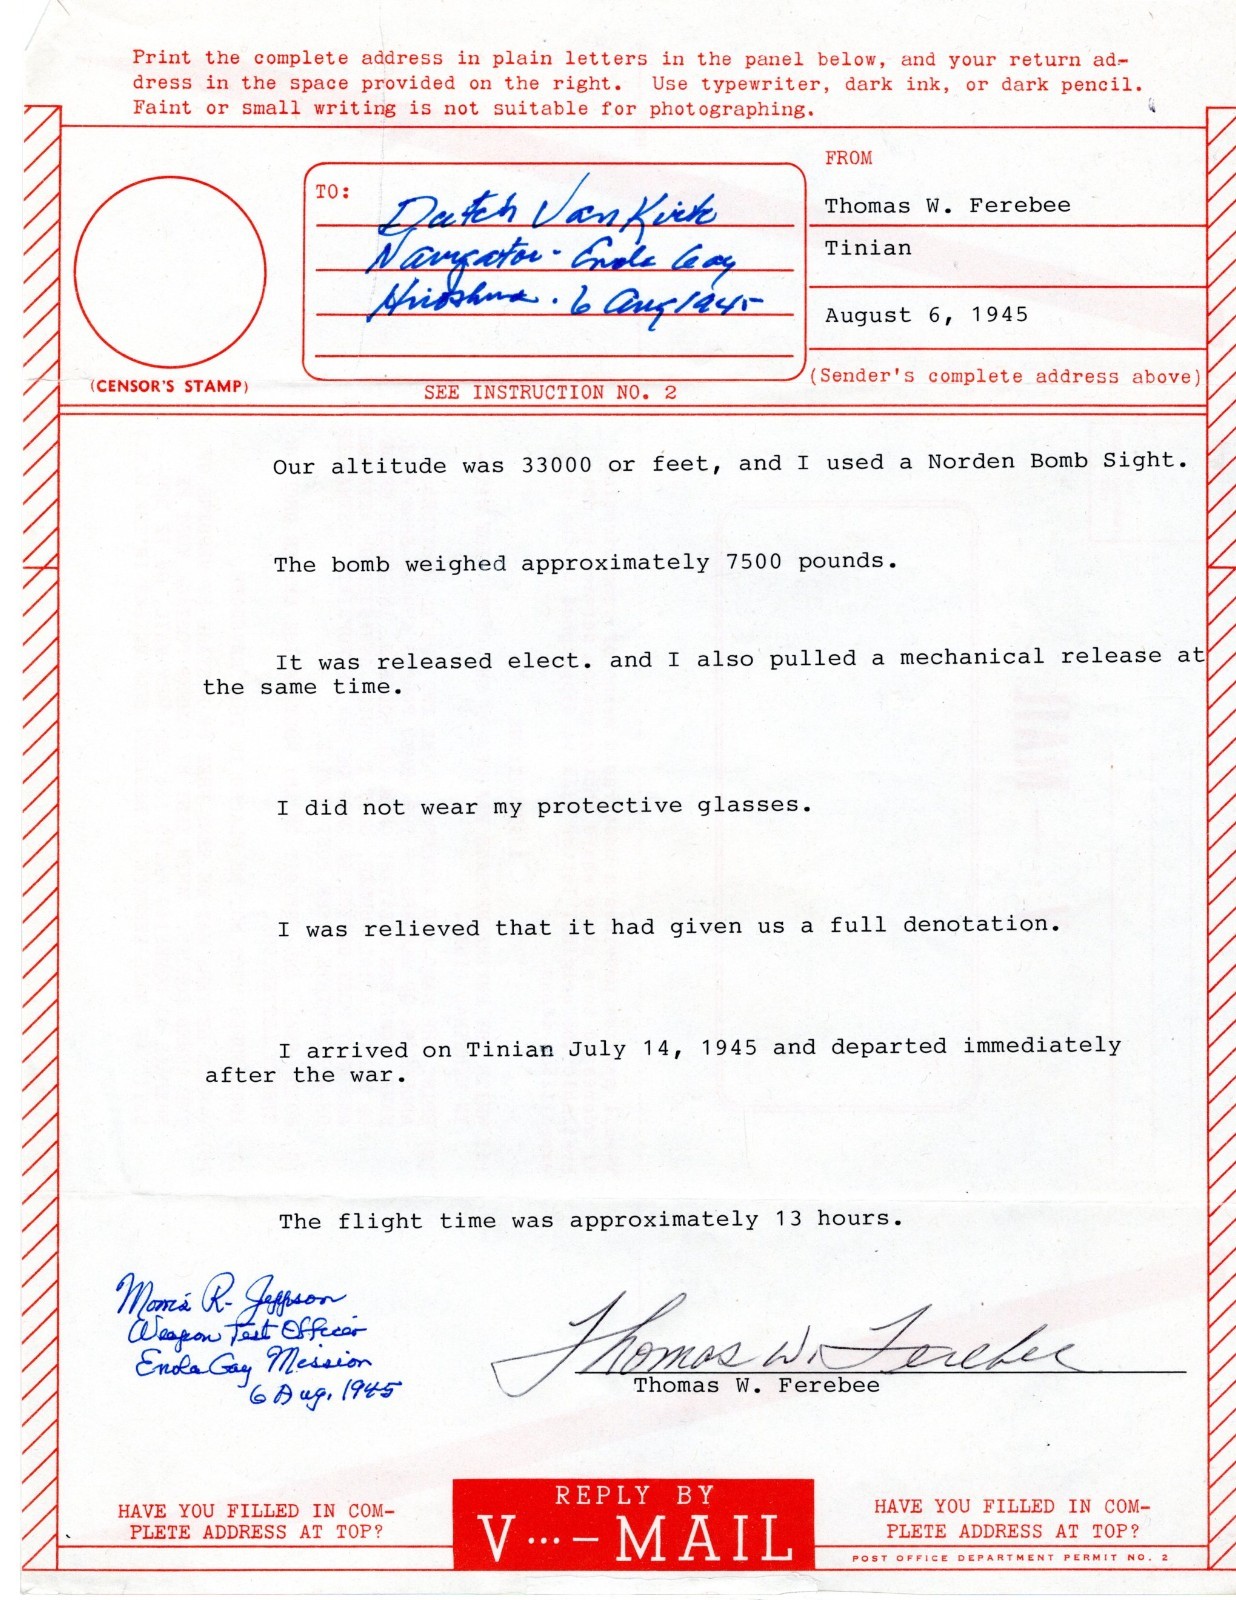 Print the complete address in plain letters in the panel below, and your return ad-
dress in the space provided on the right. Use typewriter, dark ink, or dark pencil.
Faint or small writing is not suitable for photographing.
(CENSOR'S STAMP)
TO:
Dutch Van Kirk
Navigator - Enola Gay
Hiroshima. 6 Aug 1945
SEE INSTRUCTION NO. 2
FROM
Thomas W. Ferebee
Tinian
August 6, 1945
(Sender's complete address above)
Our altitude was 33000 or feet, and I used a Norden Bomb Sight.
The bomb weighed approximately 7500 pounds.
It was released elect. and I also pulled a mechanical release at
the same time.
I did not wear my protective glasses.
I was relieved that it had given us a full denotation.
I arrived on Tinian July 14, 1945 and departed immediately
after the war.
The flight time was approximately 13 hours.
Morris R. Jeppson
Weapon Test Officer
Enola Gay Mission
6 Aug. 1945
Thomas W. Ferebee
Thomas W. Ferebee
HAVE YOU FILLED IN COM-
PLETE ADDRESS AT TOP?
REPLY BY
V···—MAIL
HAVE YOU FILLED IN COM-
PLETE ADDRESS AT TOP?
POST OFFICE DEPARTMENT PERMIT NO. 2